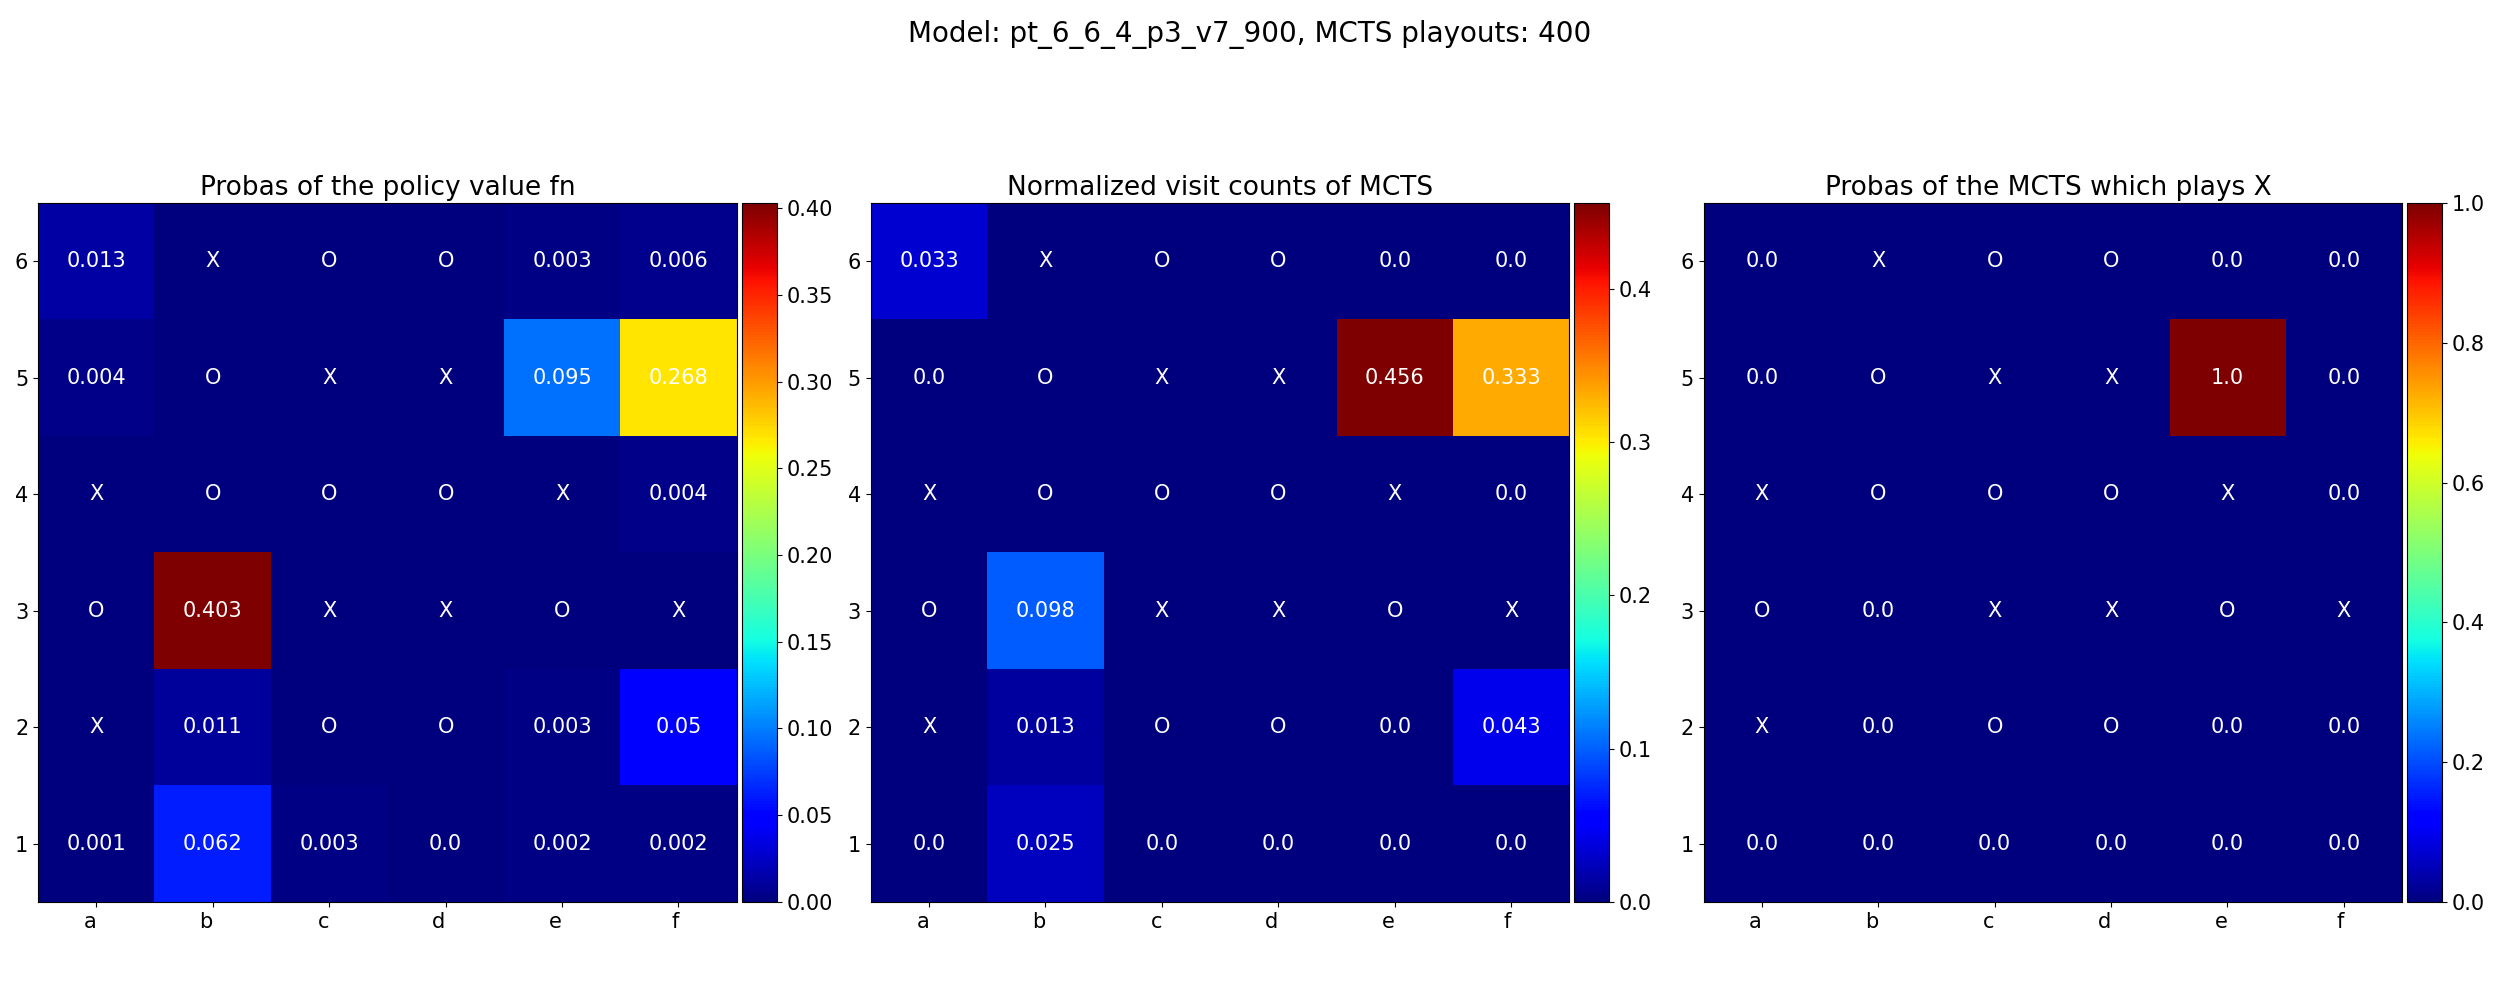 Model: pt_6_6_4_p3_v7_900, MCTS playouts: 400
Probas of the policy value fn
6 0.013 X O O 0.003 0.006
5 0.004 O X X 0.095 0.268
4 X O O O X 0.004
3 O 0.403 X X O X
2 X 0.011 O O 0.003 0.05
1 0.001 0.062 0.003 0.0 0.002 0.002
a b c d e f
0.40
0.35
0.30
0.25
0.20
0.15
0.10
0.05
0.00
Normalized visit counts of MCTS
6 0.033 X O O 0.0 0.0
5 0.0 O X X 0.456 0.333
4 X O O O X 0.0
3 O 0.098 X X O X
2 X 0.013 O O 0.0 0.043
1 0.0 0.025 0.0 0.0 0.0 0.0
a b c d e f
0.4
0.3
0.2
0.1
0.0
Probas of the MCTS which plays X
6 0.0 X O O 0.0 0.0
5 0.0 O X X 1.0 0.0
4 X O O O X 0.0
3 O 0.0 X X O X
2 X 0.0 O O 0.0 0.0
1 0.0 0.0 0.0 0.0 0.0 0.0
a b c d e f
1.0
0.8
0.6
0.4
0.2
0.0